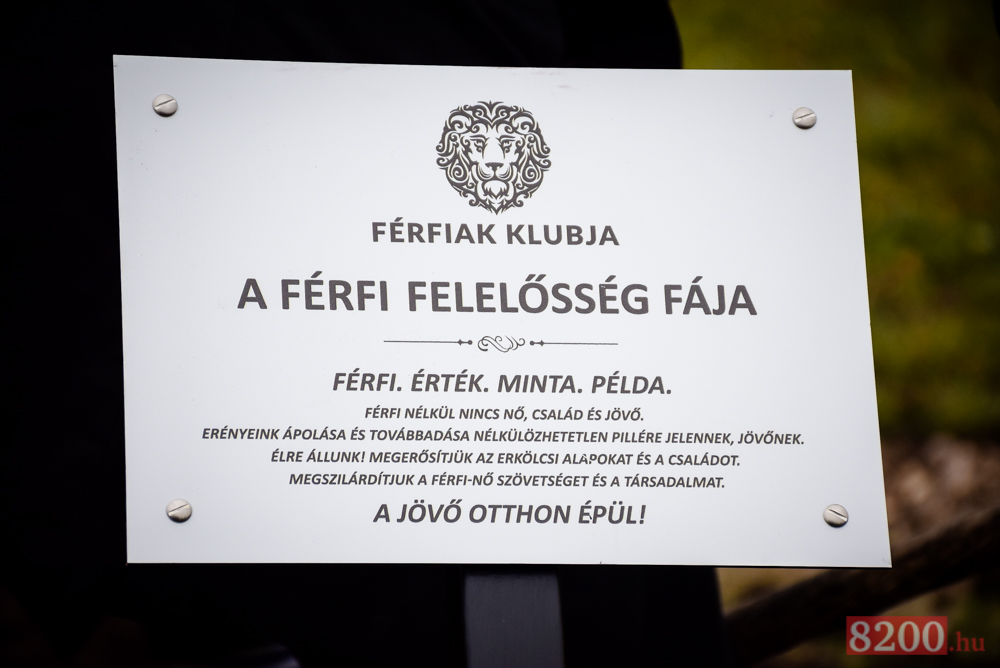 FÉRFIAK KLUBJA
A FÉRFI FELELŐSSÉG FÁJA
FÉRFI. ÉRTÉK. MINTA. PÉLDA.
FÉRFI NÉLKÜL NINCS NŐ, CSALÁD ÉS JÖVŐ.
ERÉNYEINK ÁPOLÁSA ÉS TOVÁBBADÁSA NÉLKÜLÖZHETETLEN PILLÉRE JELENNEK, JÖVŐNEK.
ÉLRE ÁLLUNK! MEGERŐSÍTJÜK AZ ERKÖLCSI ALAPOKAT ÉS A CSALÁDOT.
MEGSZILÁRDÍTJUK A FÉRFI-NŐ SZÖVETSÉGET ÉS A TÁRSADALMAT.
A JÖVŐ OTTHON ÉPÜL!
8200.hu